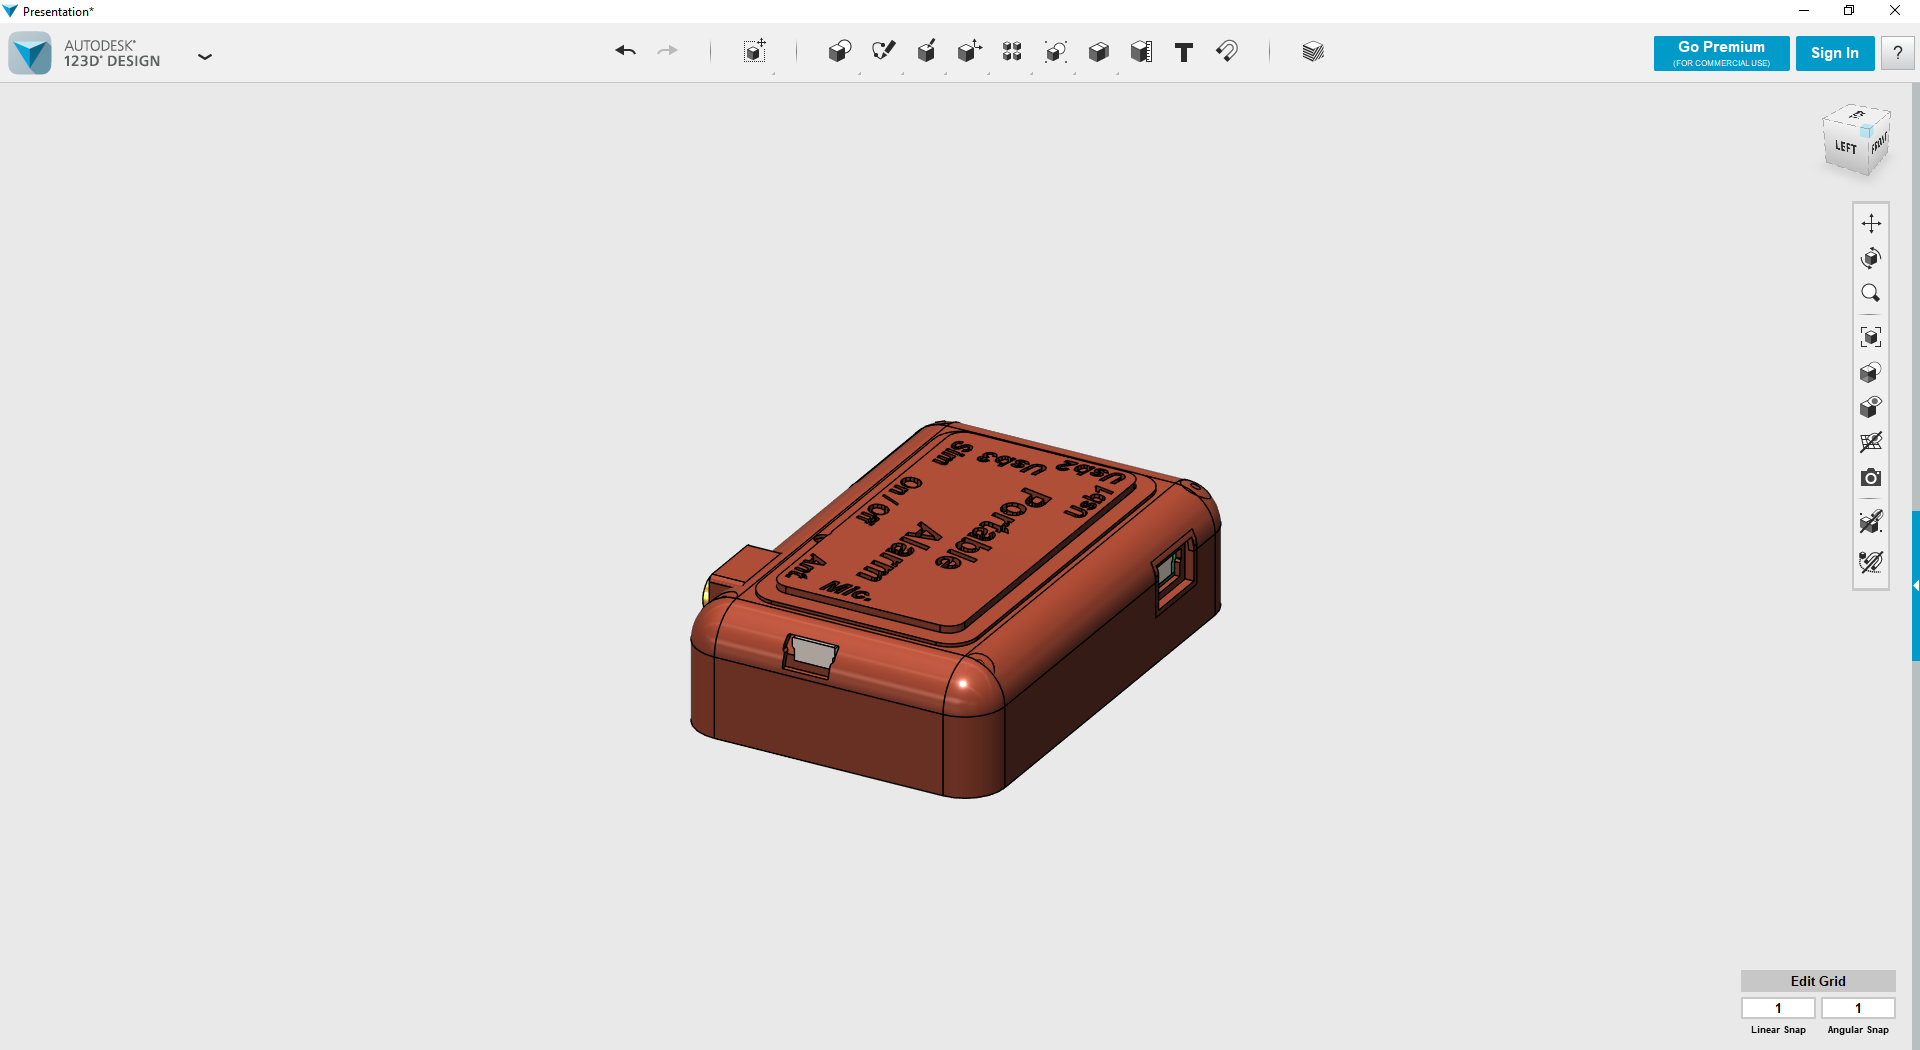 Presentation*
AUTODESK®
123D® DESIGN
Go Premium
(FOR COMMERCIAL USE)
Sign In
?
LEFT
FRONT
Sim
Usb3
Usb2
Usb1
On / Off
Portable
Alarm
Ant.
Mic.
Edit Grid
1
1
Linear Snap
Angular Snap